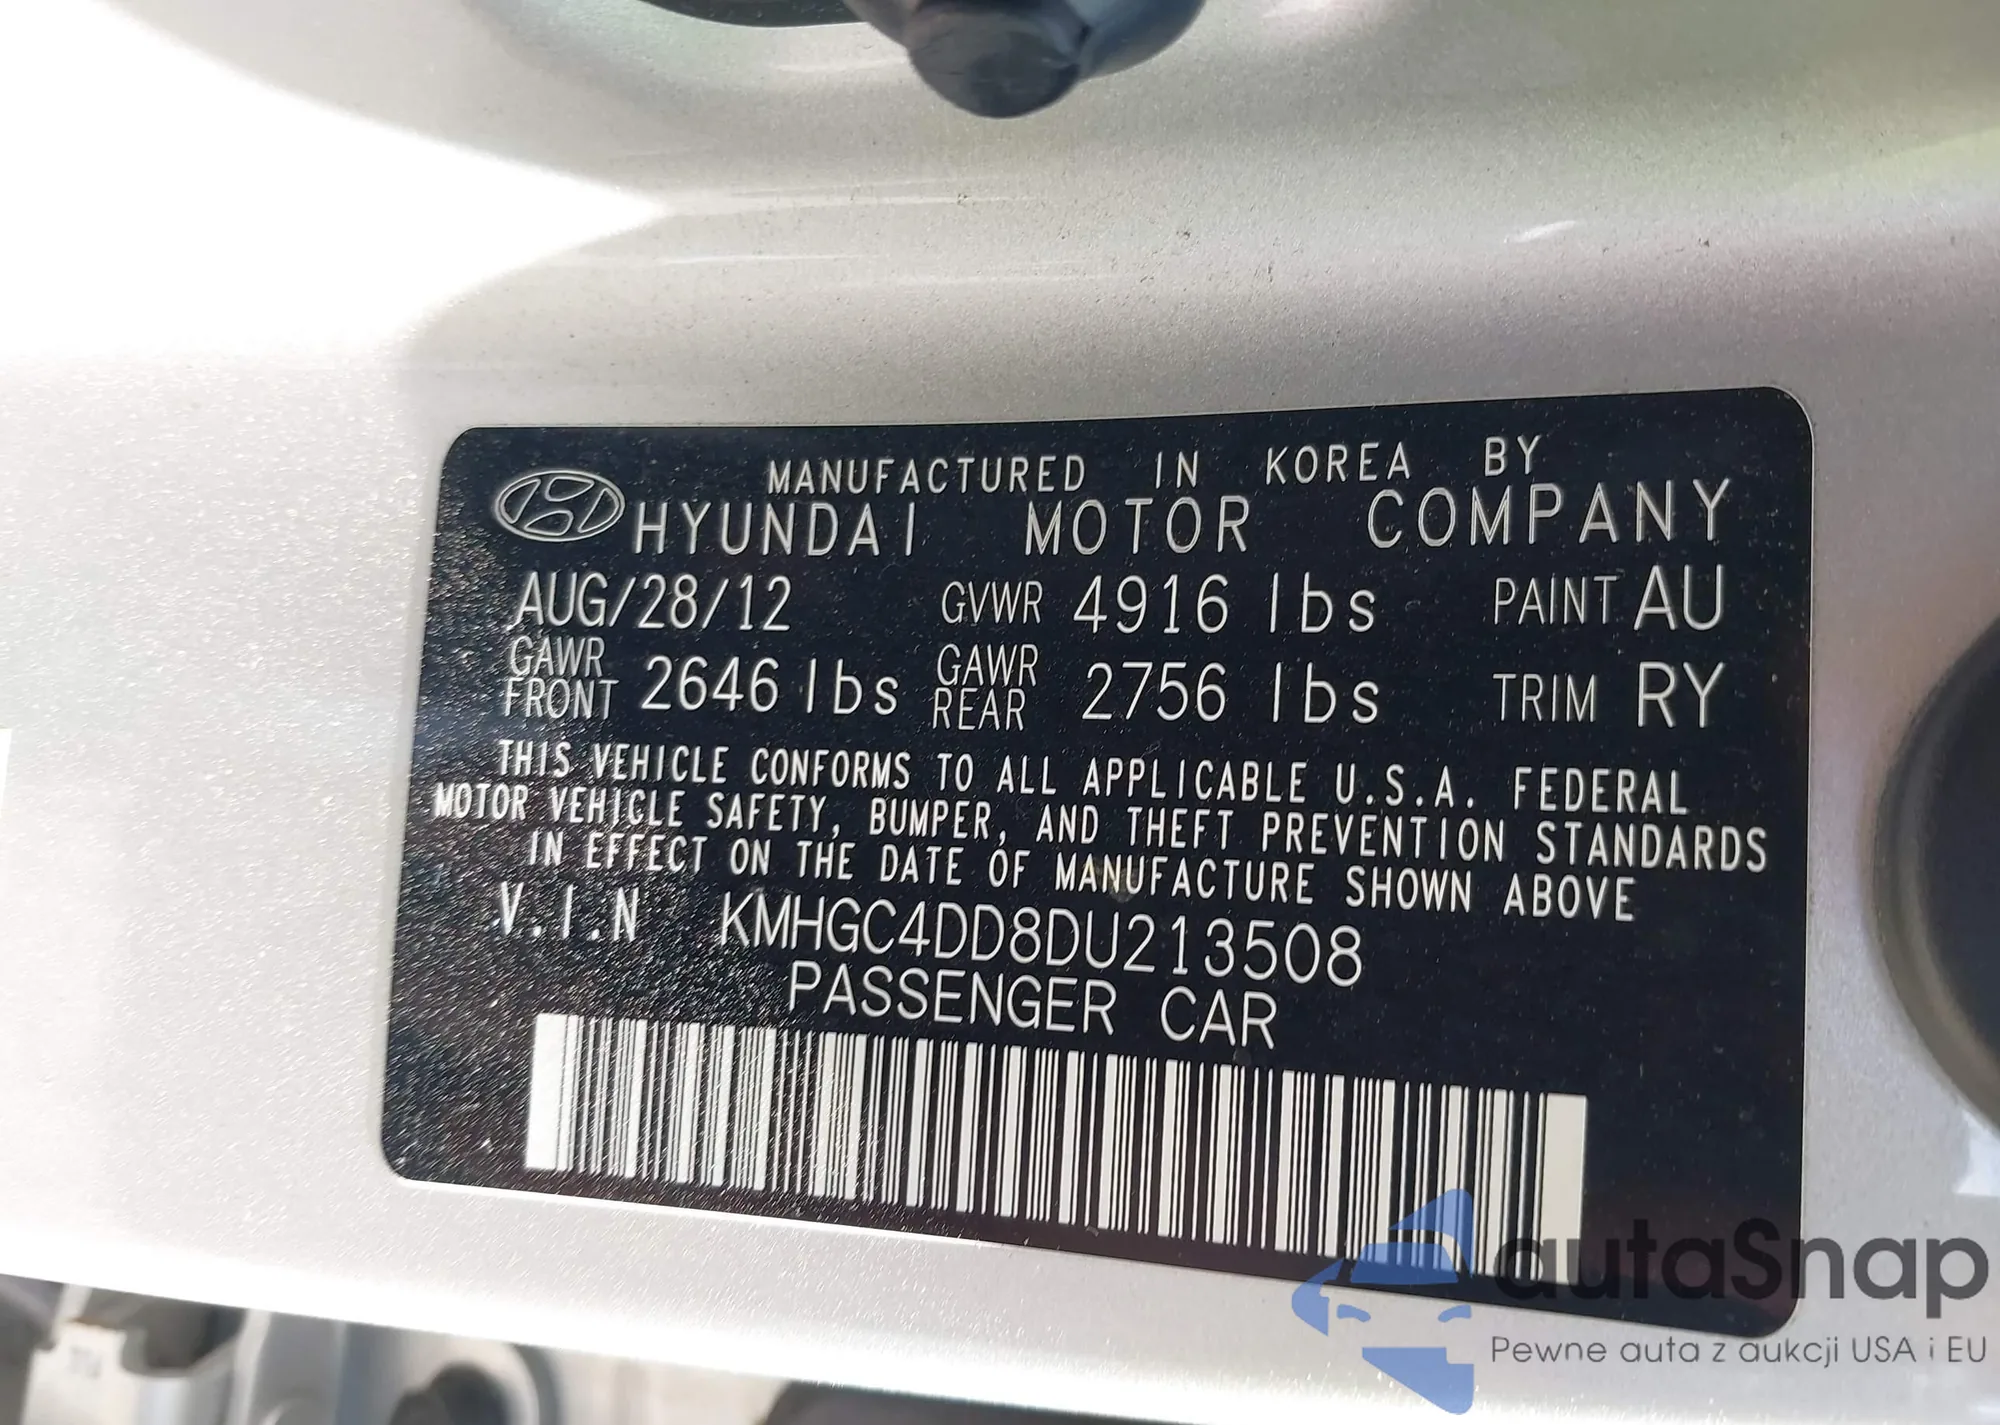 MANUFACTURED IN KOREA BY
HYUNDAI MOTOR COMPANY
AUG/28/12 GVWR 4916 lbs PAINT AU
GAWR FRONT 2646 lbs GAWR REAR 2756 lbs TRIM RY
THIS VEHICLE CONFORMS TO ALL APPLICABLE U.S.A. FEDERAL
MOTOR VEHICLE SAFETY, BUMPER, AND THEFT PREVENTION STANDARDS
IN EFFECT ON THE DATE OF MANUFACTURE SHOWN ABOVE
V.I.N KMHGC4DD8DU213508
PASSENGER CAR
autaSnap
Pewne auta z aukcji USA i EU